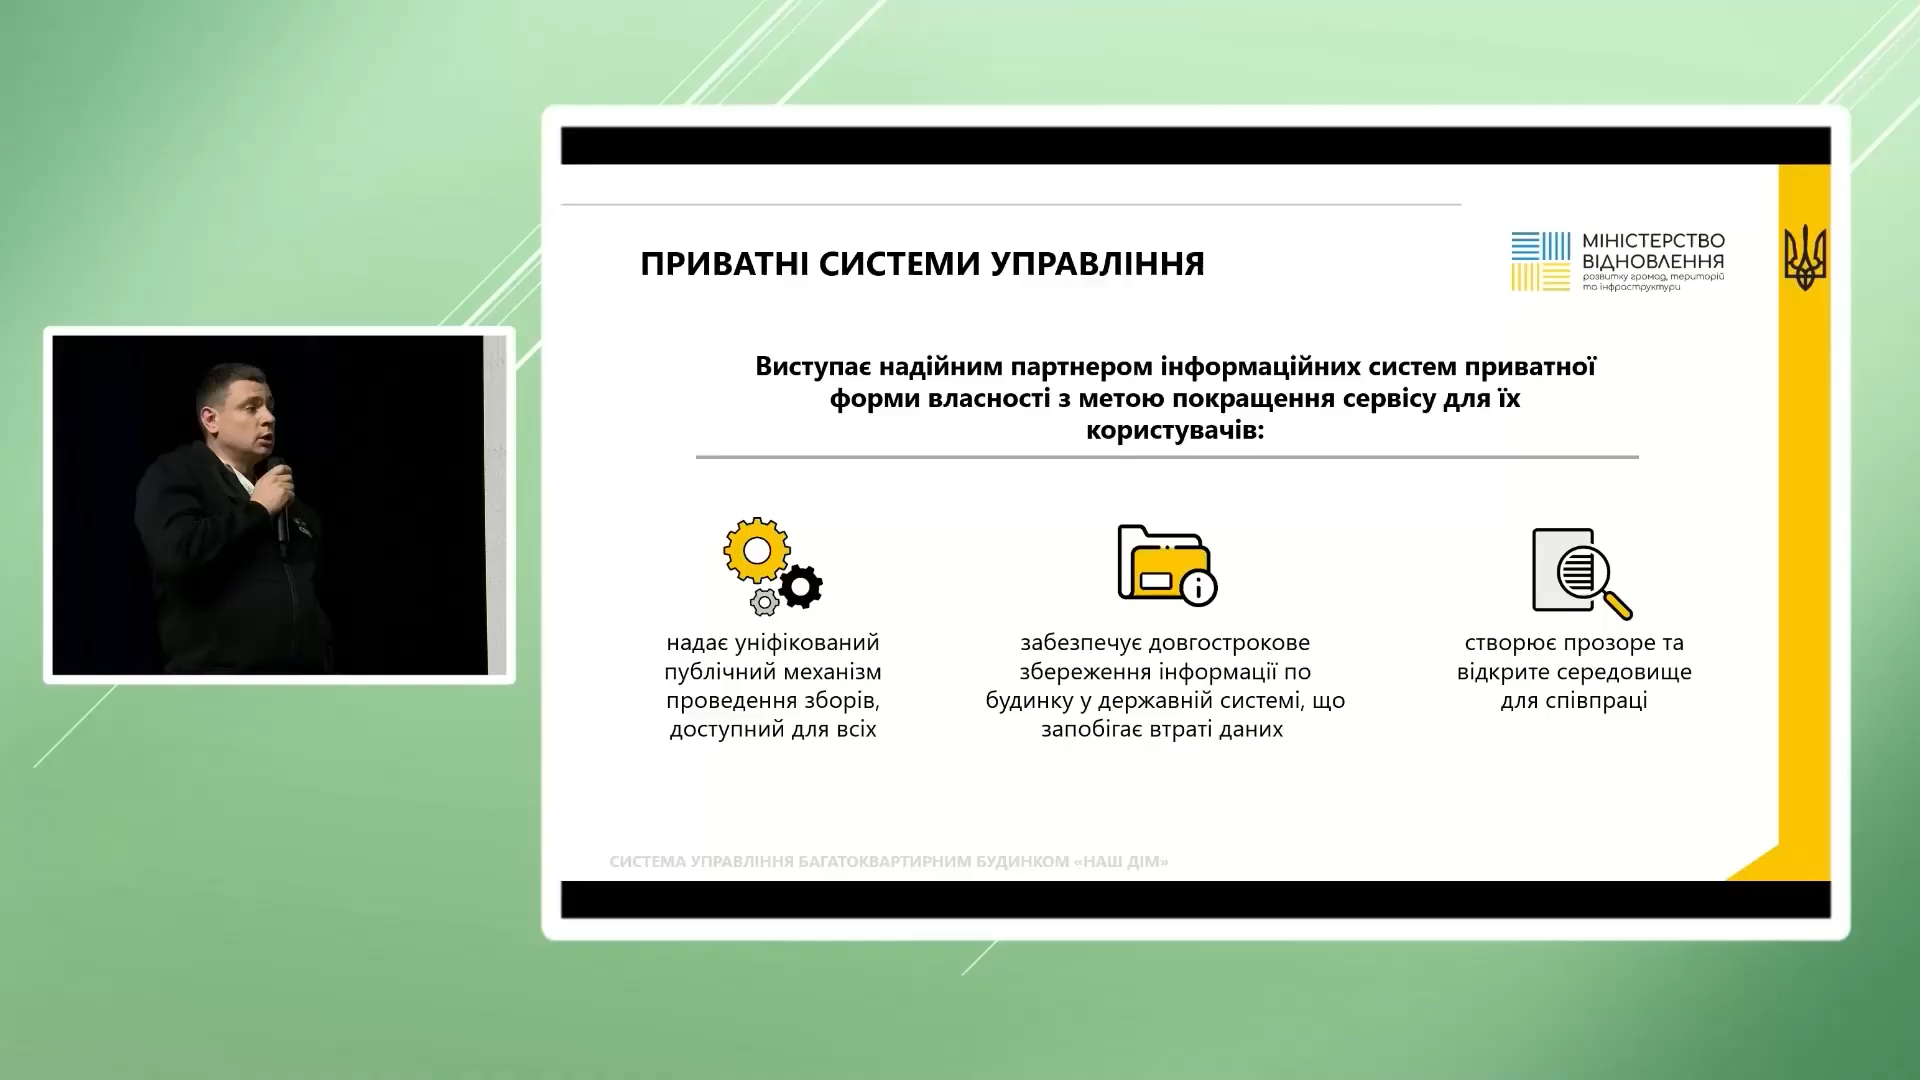 ПРИВАТНІ СИСТЕМИ УПРАВЛІННЯ
МІНІСТЕРСТВО
ВІДНОВЛЕННЯ
розвитку громад, територій
та інфраструктури
Виступає надійним партнером інформаційних систем приватної
форми власності з метою покращення сервісу для їх
користувачів:
надає уніфікований
публічний механізм
проведення зборів,
доступний для всіх
забезпечує довгострокове
збереження інформації по
будинку у державній системі, що
запобігає втраті даних
створює прозоре та
відкрите середовище
для співпраці
СИСТЕМА УПРАВЛІННЯ БАГАТОКВАРТИРНИМ БУДИНКОМ «НАШ ДІМ»